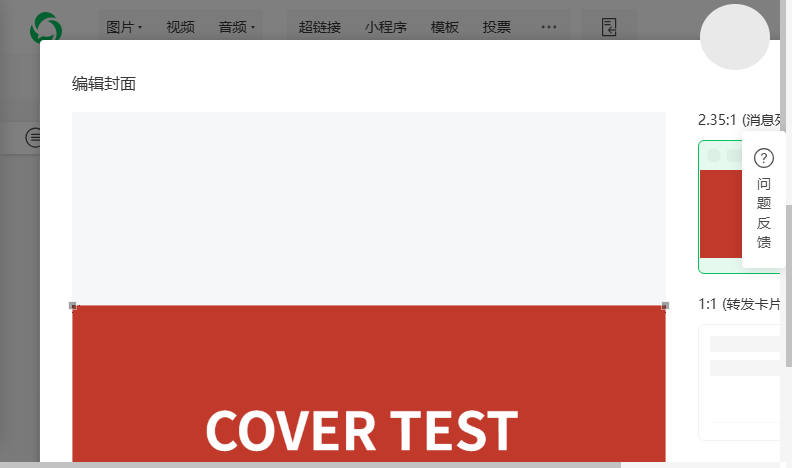 图片 视频 音频 超链接 小程序 模板 投票 ...
编辑封面
2.35:1 (消息
问题反馈
1:1 (转发卡片
COVER TEST